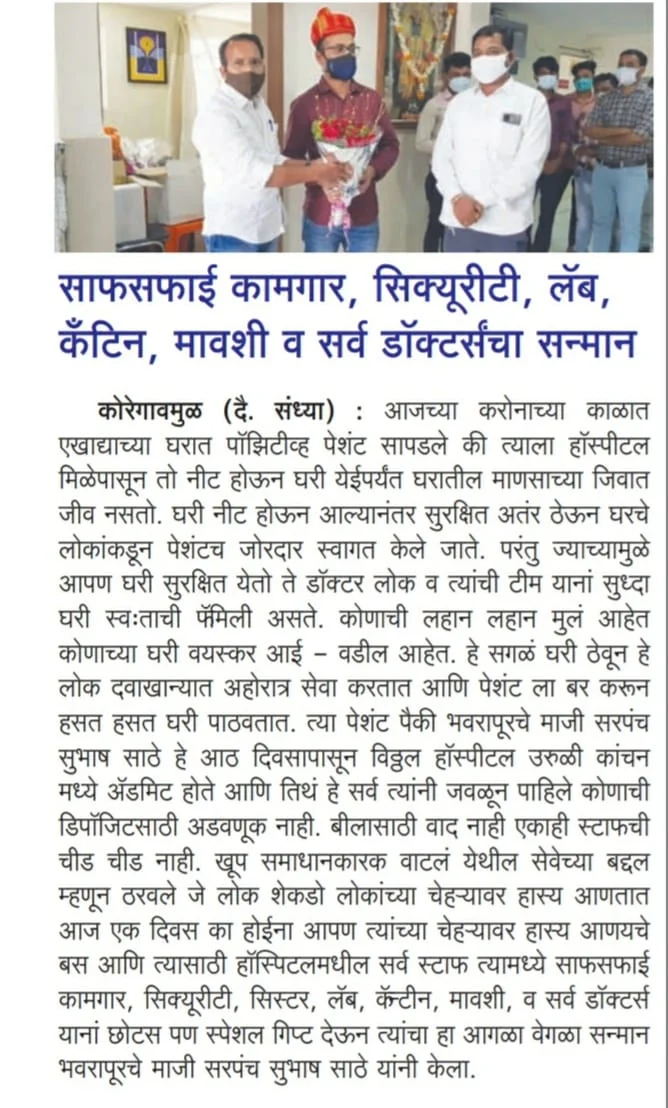 साफसफाई कामगार, सिक्यूरीटी, लॅब,
कँटिन, मावशी व सर्व डॉक्टर्संचा सन्मान
कोरेगावमुळ (दै. संध्या) : आजच्या करोनाच्या काळात
एखाद्याच्या घरात पॉझिटीव्ह पेशंट सापडले की त्याला हॉस्पीटल
मिळेपासून तो नीट होऊन घरी येईपर्यंत घरातील माणसाच्या जिवात
जीव नसतो. घरी नीट होऊन आल्यानंतर सुरक्षित अतंर ठेऊन घरचे
लोकांकडून पेशंटच जोरदार स्वागत केले जाते. परंतु ज्याच्यामुळे
आपण घरी सुरक्षित येतो ते डॉक्टर लोक व त्यांची टीम यानां सुध्दा
घरी स्वःताची फॅमिली असते. कोणाची लहान लहान मुलं आहेत
कोणाच्या घरी वयस्कर आई – वडील आहेत. हे सगळं घरी ठेवून हे
लोक दवाखान्यात अहोरात्र सेवा करतात आणि पेशंट ला बर करून
हसत हसत घरी पाठवतात. त्या पेशंट पैकी भवरापूरचे माजी सरपंच
सुभाष साठे हे आठ दिवसापासून विठ्ठल हॉस्पीटल उरुळी कांचन
मध्ये ॲडमिट होते आणि तिथं हे सर्व त्यांनी जवळून पाहिले कोणाची
डिपॉजिटसाठी अडवणूक नाही. बीलासाठी वाद नाही एकाही स्टाफची
चीड चीड नाही. खूप समाधानकारक वाटलं येथील सेवेच्या बद्दल
म्हणून ठरवले जे लोक शेकडो लोकांच्या चेहऱ्यावर हास्य आणतात
आज एक दिवस का होईना आपण त्यांच्या चेहऱ्यावर हास्य आणयचे
बस आणि त्यासाठी हॉस्पिटलमधील सर्व स्टाफ त्यामध्ये साफसफाई
कामगार, सिक्यूरीटी, सिस्टर, लॅब, कॅन्टीन, मावशी, व सर्व डॉक्टर्स
यानां छोटस पण स्पेशल गिप्ट देऊन त्यांचा हा आगळा वेगळा सन्मान
भवरापूरचे माजी सरपंच सुभाष साठे यांनी केला.